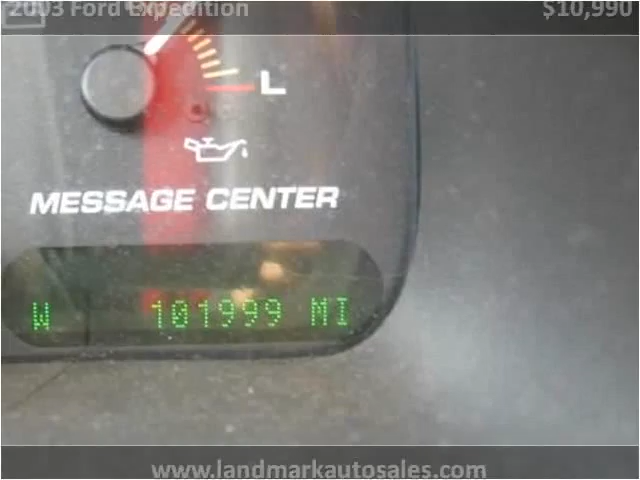 2003 Ford Expedition $10,990
L
MESSAGE CENTER
W 101999 MI
www.landmarkautosales.com